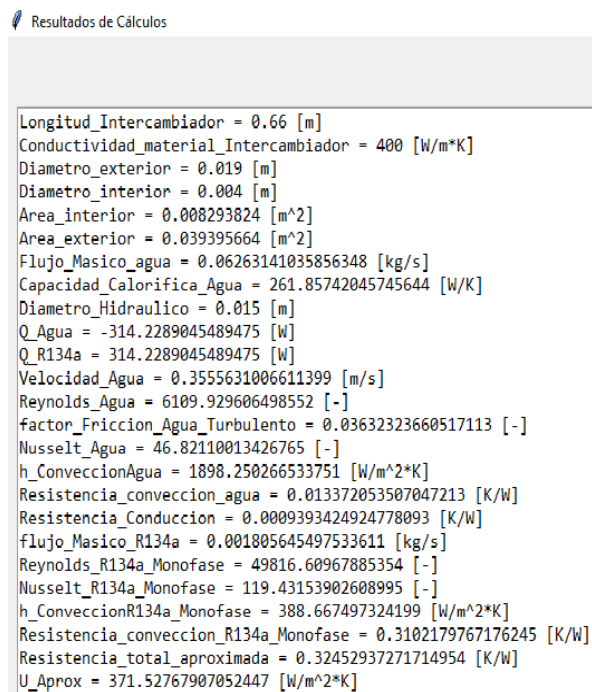 Resultados de Cálculos
Longitud_Intercambiador = 0.66 [m]
Conductividad_material_Intercambiador = 400 [W/m*K]
Diametro_exterior = 0.019 [m]
Diametro_interior = 0.004 [m]
Area_interior = 0.008293824 [m^2]
Area_exterior = 0.039395664 [m^2]
Flujo_Masico_agua = 0.06263141035856348 [kg/s]
Capacidad_Calorifica_Agua = 261.85742045745644 [W/K]
Diametro_Hidraulico = 0.015 [m]
Q_Agua = -314.2289045489475 [W]
Q_R134a = 314.2289045489475 [W]
Velocidad_Agua = 0.3555631006611399 [m/s]
Reynolds_Agua = 6109.929606498552 [-]
factor_Friccion_Agua_Turbulento = 0.03632323660517113 [-]
Nusselt_Agua = 46.82110013426765 [-]
h_ConveccionAgua = 1898.250266533751 [W/m^2*K]
Resistencia_conveccion_agua = 0.013372053507047213 [K/W]
Resistencia_Conduccion = 0.0009393424924778093 [K/W]
flujo_Masico_R134a = 0.001805645497533611 [kg/s]
Reynolds_R134a_Monofase = 49816.60967885354 [-]
Nusselt_R134a_Monofase = 119.43153902608995 [-]
h_ConveccionR134a_Monofase = 388.667497324199 [W/m^2*K]
Resistencia_conveccion_R134a_Monofase = 0.3102179767176245 [K/W]
Resistencia_total_aproximada = 0.32452937271714954 [K/W]
U_Aprox = 371.52767907052447 [W/m^2*K]